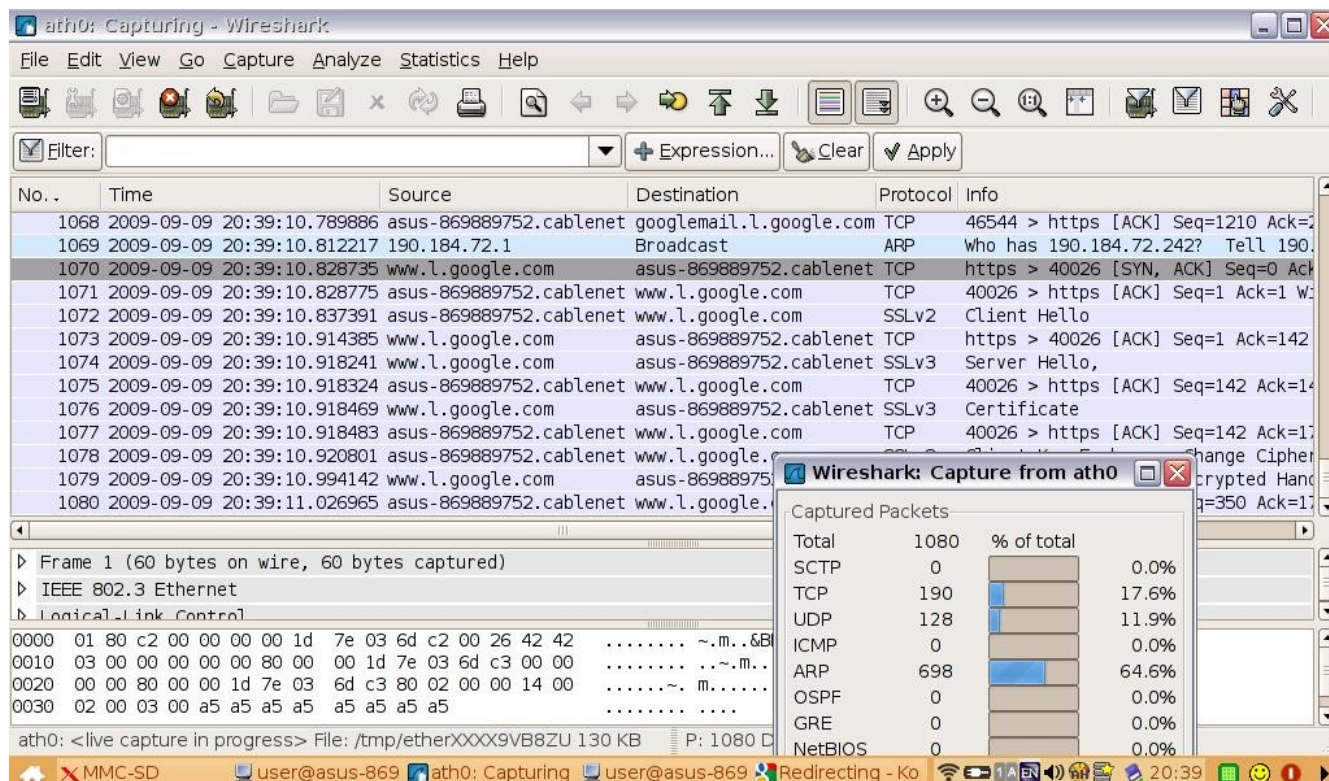 ath0: Capturing - Wireshark
File Edit View Go Capture Analyze Statistics Help
Filter: Expression... Clear Apply
No. . Time Source Destination Protocol Info
1068 2009-09-09 20:39:10.789886 asus-869889752.cablenet googlemail.l.google.com TCP 46544 > https [ACK] Seq=1210 Ack=2
1069 2009-09-09 20:39:10.812217 190.184.72.1 Broadcast ARP Who has 190.184.72.242? Tell 190.
1070 2009-09-09 20:39:10.828735 www.l.google.com asus-869889752.cablenet TCP https > 40026 [SYN, ACK] Seq=0 Ack
1071 2009-09-09 20:39:10.828775 asus-869889752.cablenet www.l.google.com TCP 40026 > https [ACK] Seq=1 Ack=1 Wi
1072 2009-09-09 20:39:10.837391 asus-869889752.cablenet www.l.google.com SSLv2 Client Hello
1073 2009-09-09 20:39:10.914385 www.l.google.com asus-869889752.cablenet TCP https > 40026 [ACK] Seq=1 Ack=142
1074 2009-09-09 20:39:10.918241 www.l.google.com asus-869889752.cablenet SSLv3 Server Hello,
1075 2009-09-09 20:39:10.918324 asus-869889752.cablenet www.l.google.com TCP 40026 > https [ACK] Seq=142 Ack=14
1076 2009-09-09 20:39:10.918469 www.l.google.com asus-869889752.cablenet SSLv3 Certificate
1077 2009-09-09 20:39:10.918483 asus-869889752.cablenet www.l.google.com TCP 40026 > https [ACK] Seq=142 Ack=17
1078 2009-09-09 20:39:10.920801 asus-869889752.cablenet www.l.google. Change Cipher
1079 2009-09-09 20:39:10.994142 www.l.google.com asus-86988975 crypted Hand
1080 2009-09-09 20:39:11.026965 asus-869889752.cablenet www.l.google. q=350 Ack=17
Wireshark: Capture from ath0
Captured Packets
Total 1080 % of total
SCTP 0 0.0%
TCP 190 17.6%
UDP 128 11.9%
ICMP 0 0.0%
ARP 698 64.6%
OSPF 0 0.0%
GRE 0 0.0%
NetBIOS 0 0.0%
Frame 1 (60 bytes on wire, 60 bytes captured)
IEEE 802.3 Ethernet
Logical-Link Control
0000 01 80 c2 00 00 00 00 1d 7e 03 6d c2 00 26 42 42 ........ ~.m..&B
0010 03 00 00 00 00 00 80 00 00 1d 7e 03 6d c3 00 00 ........ ..~.m..
0020 00 00 80 00 00 1d 7e 03 6d c3 80 02 00 00 14 00 ......~. m.......
0030 02 00 03 00 a5 a5 a5 a5 a5 a5 a5 a5 ........ ....
ath0: <live capture in progress> File: /tmp/etherXXXX9VB8ZU 130 KB P: 1080 D
MMC-SD user@asus-869 ath0: Capturing user@asus-869 Redirecting - Ko EN 20:39